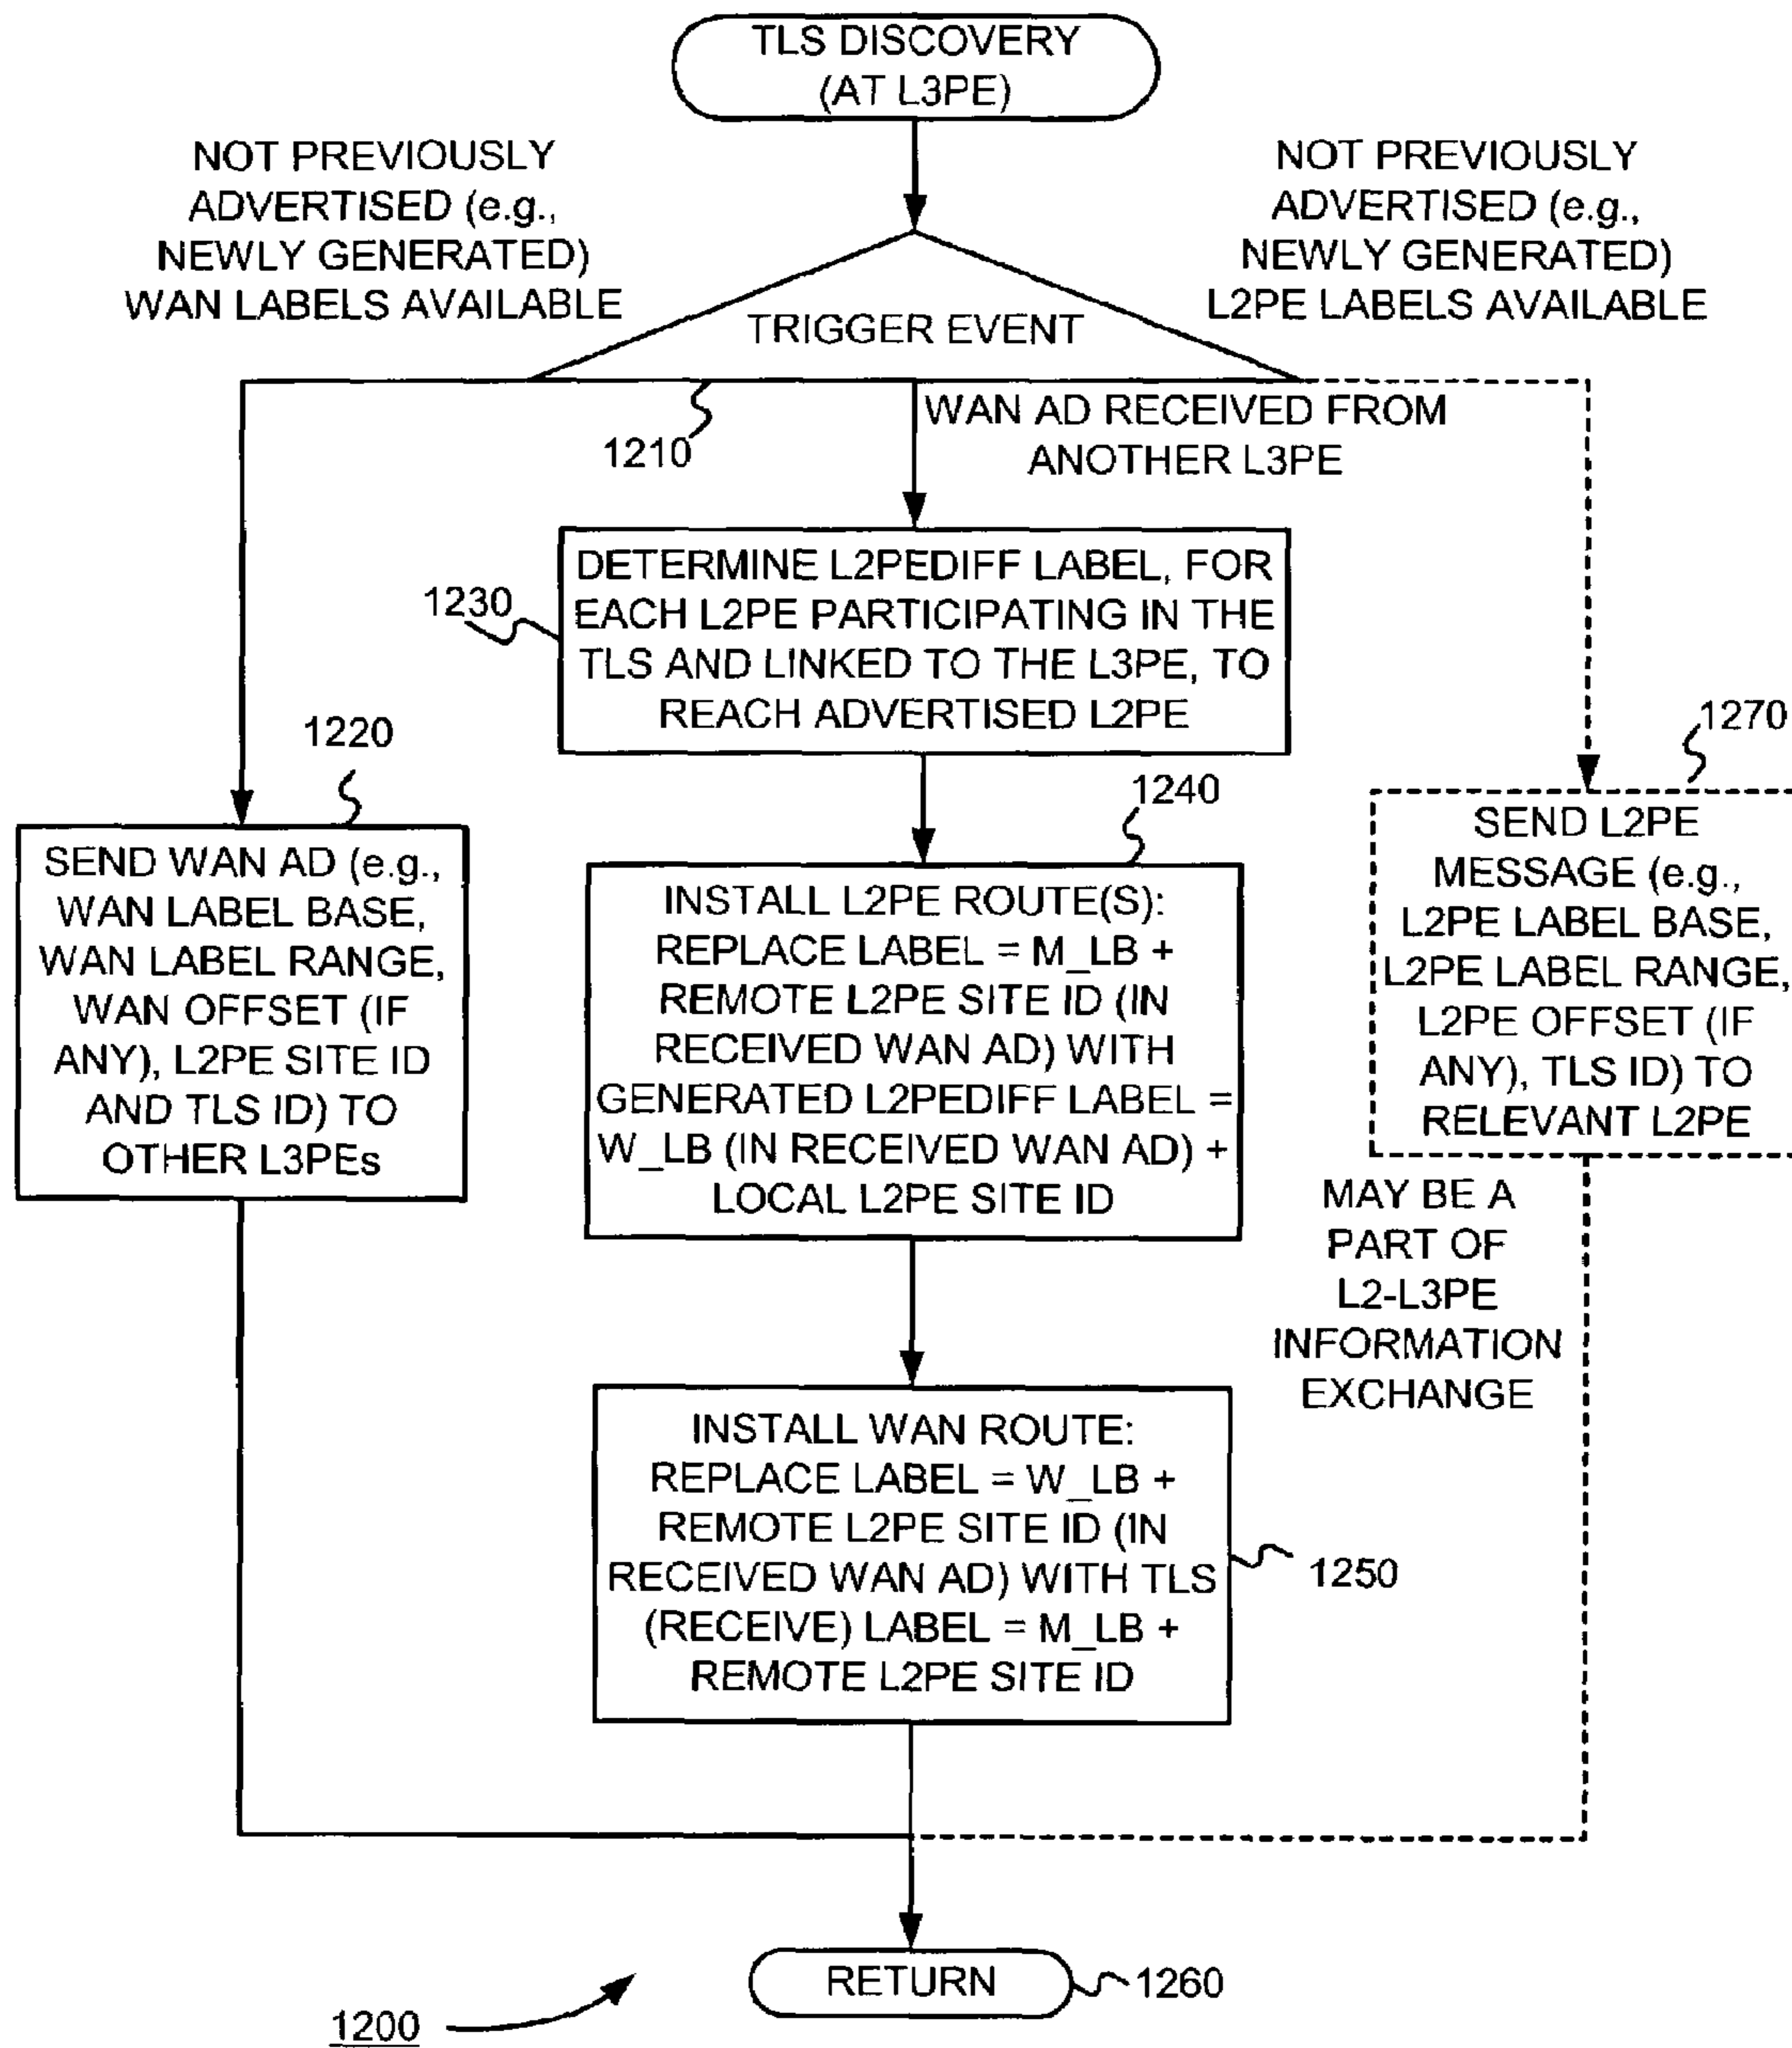 TLS DISCOVERY
(AT L3PE)
NOT PREVIOUSLY
ADVERTISED (e.g.,
NEWLY GENERATED)
WAN LABELS AVAILABLE
NOT PREVIOUSLY
ADVERTISED (e.g.,
NEWLY GENERATED)
L2PE LABELS AVAILABLE
TRIGGER EVENT
1210
WAN AD RECEIVED FROM
ANOTHER L3PE
1230
DETERMINE L2PEDIFF LABEL, FOR
EACH L2PE PARTICIPATING IN THE
TLS AND LINKED TO THE L3PE, TO
REACH ADVERTISED L2PE
1220
SEND WAN AD (e.g.,
WAN LABEL BASE,
WAN LABEL RANGE,
WAN OFFSET (IF
ANY), L2PE SITE ID
AND TLS ID) TO
OTHER L3PEs
1240
INSTALL L2PE ROUTE(S):
REPLACE LABEL = M_LB +
REMOTE L2PE SITE ID (IN
RECEIVED WAN AD) WITH
GENERATED L2PEDIFF LABEL =
W_LB (IN RECEIVED WAN AD) +
LOCAL L2PE SITE ID
1270
SEND L2PE
MESSAGE (e.g.,
L2PE LABEL BASE,
L2PE LABEL RANGE,
L2PE OFFSET (IF
ANY), TLS ID) TO
RELEVANT L2PE
MAY BE A
PART OF
L2-L3PE
INFORMATION
EXCHANGE
INSTALL WAN ROUTE:
REPLACE LABEL = W_LB +
REMOTE L2PE SITE ID (IN
RECEIVED WAN AD) WITH TLS
(RECEIVE) LABEL = M_LB +
REMOTE L2PE SITE ID
1250
RETURN
1260
1200